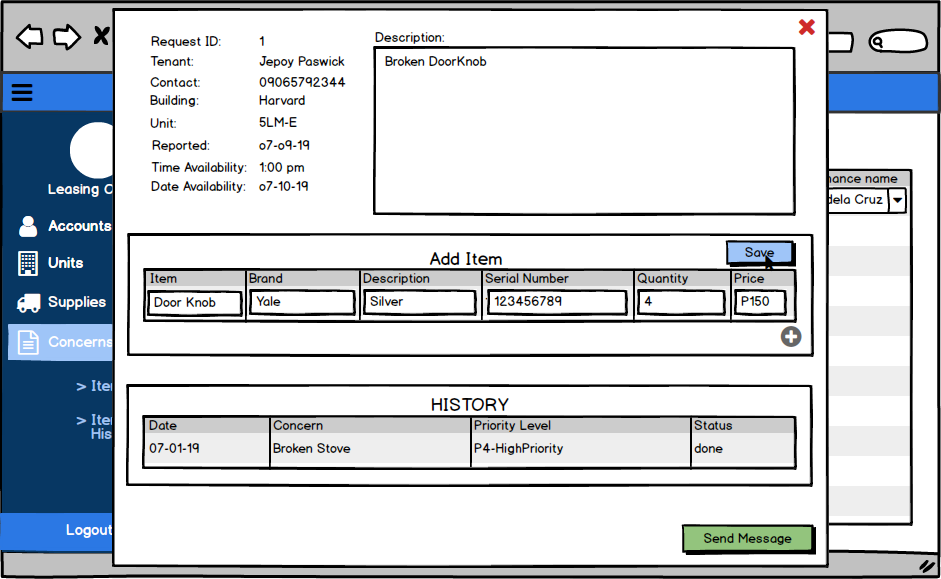 Request ID: 1
Tenant: Jepoy Paswick
Contact: 09065792344
Building: Harvard
Unit: 5LM-E
Reported: 07-09-19
Time Availability: 1:00 pm
Date Availability: 07-10-19
Description:
Broken DoorKnob
Leasing O
Accounts
Units
Supplies
Concerns
> Ite
> Ite
His
Logout
nance name
dela Cruz
Add Item
Save
Item Brand Description Serial Number Quantity Price
Door Knob Yale Silver 123456789 4 P150
HISTORY
Date Concern Priority Level Status
07-01-19 Broken Stove P4-HighPriority done
Send Message